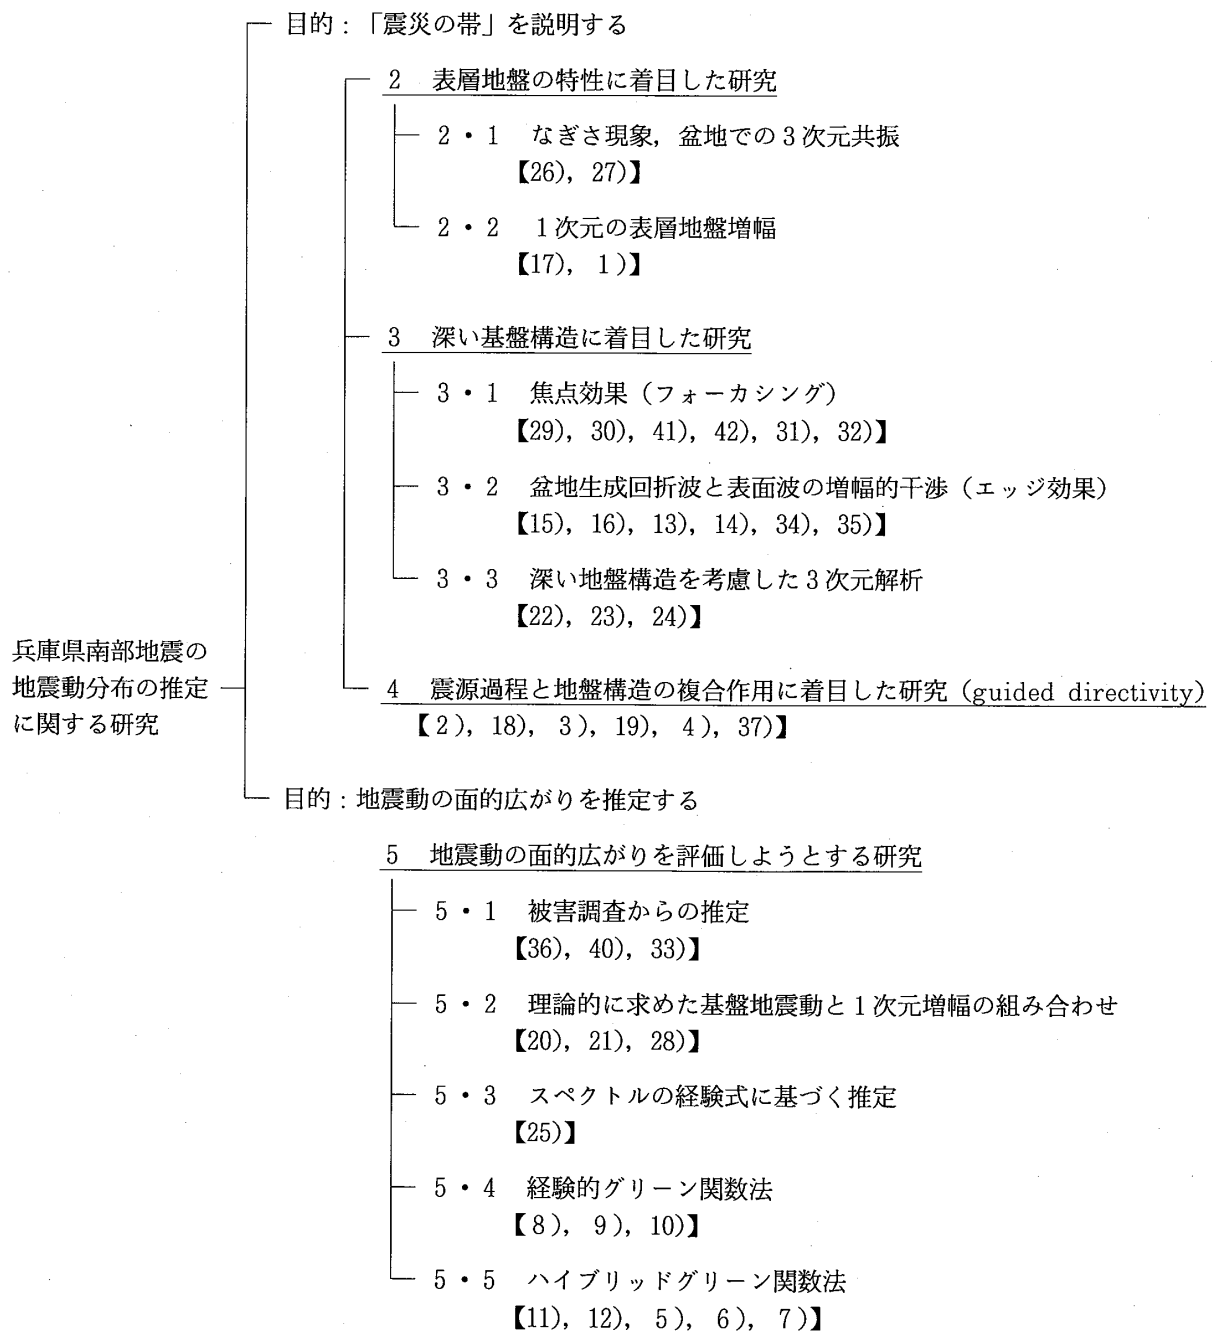 目的：「震災の帯」を説明する
2 表層地盤の特性に着目した研究
2・1 なぎさ現象，盆地での3次元共振
【26)，27)】
2・2 1次元の表層地盤増幅
【17)，1)】
3 深い基盤構造に着目した研究
3・1 焦点効果（フォーカシング）
【29)，30)，41)，42)，31)，32)】
3・2 盆地生成回折波と表面波の増幅的干渉（エッジ効果）
【15)，16)，13)，14)，34)，35)】
3・3 深い地盤構造を考慮した3次元解析
【22)，23)，24)】
兵庫県南部地震の
地震動分布の推定
に関する研究
4 震源過程と地盤構造の複合作用に着目した研究（guided directivity）
【2)，18)，3)，19)，4)，37)】
目的：地震動の面的広がりを推定する
5 地震動の面的広がりを評価しようとする研究
5・1 被害調査からの推定
【36)，40)，33)】
5・2 理論的に求めた基盤地震動と1次元増幅の組み合わせ
【20)，21)，28)】
5・3 スペクトルの経験式に基づく推定
【25)】
5・4 経験的グリーン関数法
【8)，9)，10)】
5・5 ハイブリッドグリーン関数法
【11)，12)，5)，6)，7)】